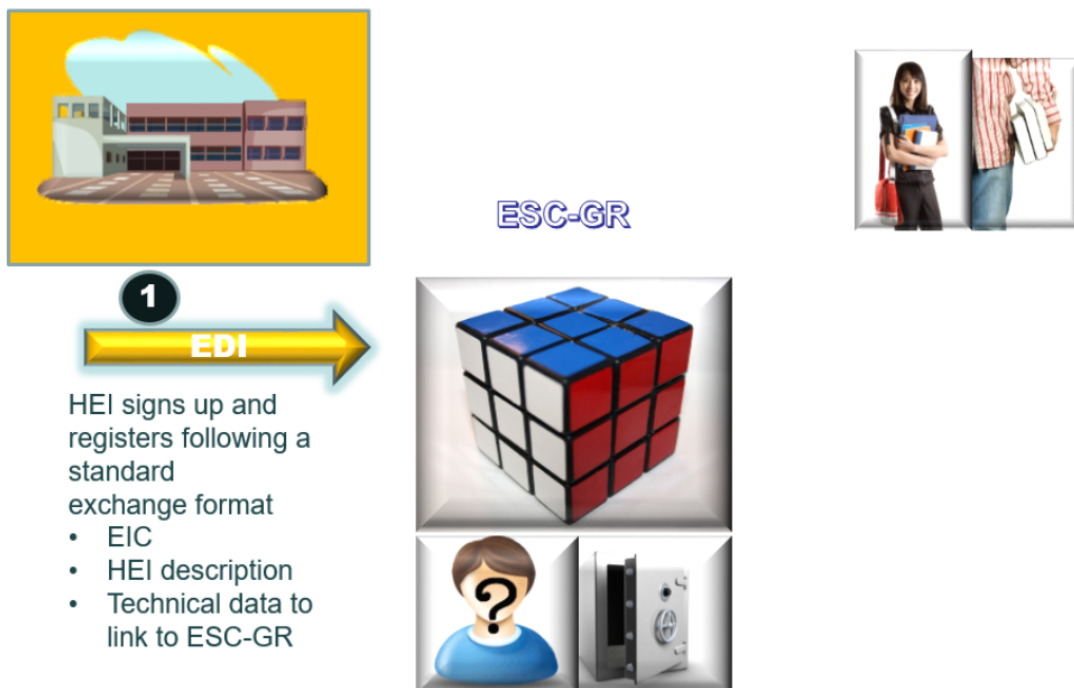 ESC-GR
1
EDI
HEI signs up and
registers following a
standard
exchange format
• EIC
• HEI description
• Technical data to
link to ESC-GR
?